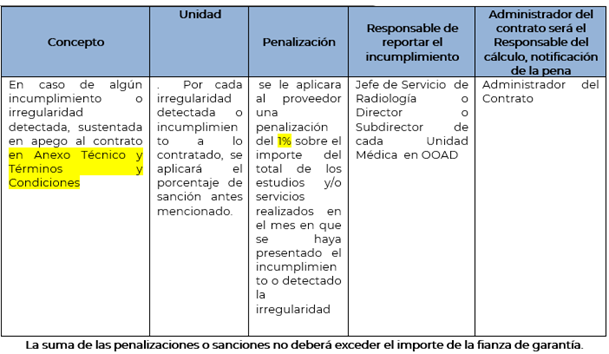 Concepto
Unidad
Penalización
Responsable de
reportar el
incumplimiento
Administrador del
contrato será el
Responsable del
cálculo, notificación
de la pena
En caso de algún
incumplimiento o
irregularidad
detectada, sustentada
en apego al contrato
en Anexo Técnico y
Términos y
Condiciones
. Por cada
irregularidad
detectada o
incumplimien
to a lo
contratado, se
aplicará el
porcentaje de
sanción antes
mencionado.
se le aplicara
al proveedor
una
penalización
del 1% sobre el
importe del
total de los
estudios y/o
servicios
realizados en
el mes en que
se haya
presentado el
incumplimien
to o detectado
la
irregularidad
Jefe de Servicio de
Radiología o
Director o
Subdirector de
cada Unidad
Médica en OOAD
Administrador del
Contrato
La suma de las penalizaciones o sanciones no deberá exceder el importe de la fianza de garantía.